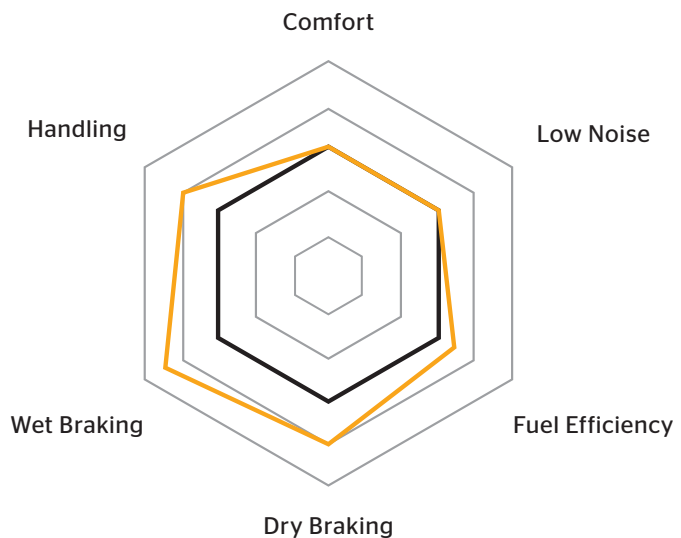 Comfort
Handling
Low Noise
Wet Braking
Fuel Efficiency
Dry Braking